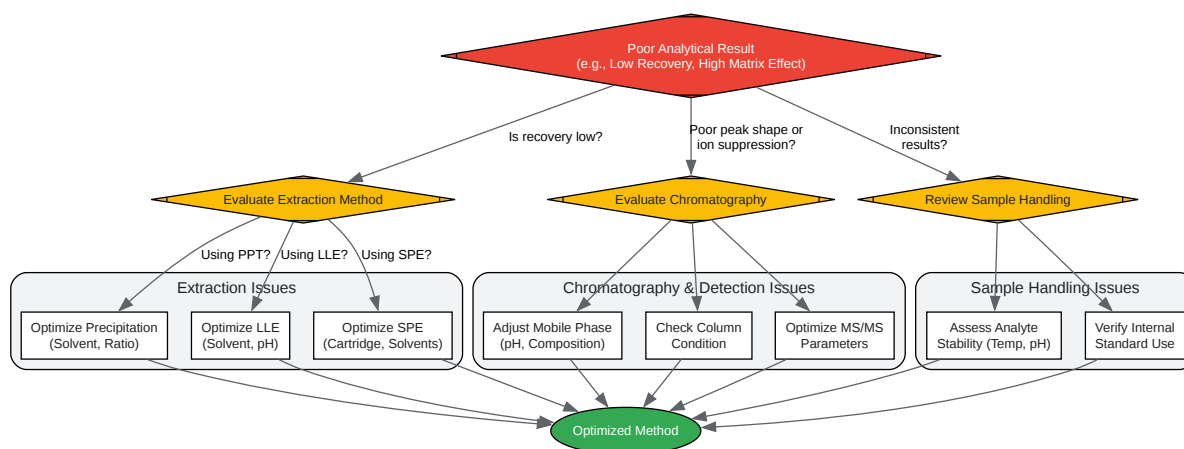 Poor Analytical Result
(e.g., Low Recovery, High Matrix Effect)
Is recovery low?
Poor peak shape or
ion suppression?
Inconsistent
results?
Evaluate Extraction Method
Evaluate Chromatography
Review Sample Handling
Using PPT?
Using LLE?
Using SPE?
Extraction Issues
Chromatography & Detection Issues
Sample Handling Issues
Optimize Precipitation
(Solvent, Ratio)
Optimize LLE
(Solvent, pH)
Optimize SPE
(Cartridge, Solvents)
Adjust Mobile Phase
(pH, Composition)
Check Column
Condition
Optimize MS/MS
Parameters
Assess Analyte
Stability (Temp, pH)
Verify Internal
Standard Use
Optimized Method